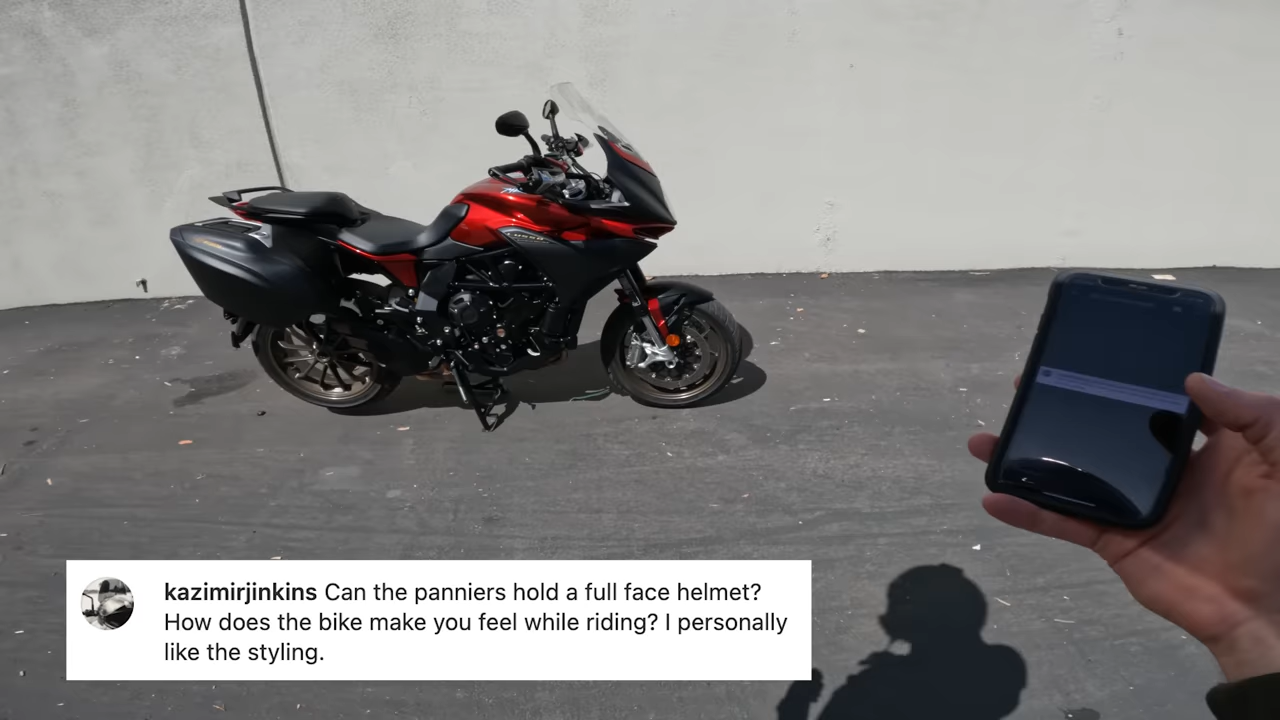 LUSSO
kazimirjinkins Can the panniers hold a full face helmet?
How does the bike make you feel while riding? I personally
like the styling.